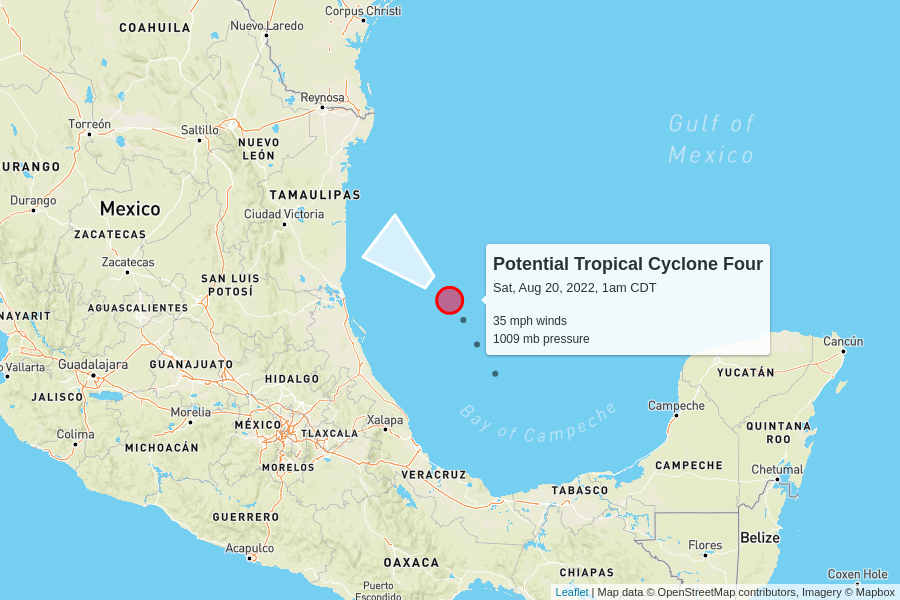 Corpus Christi
COAHUILA
Nuevo Laredo
Reynosa
Torreón
Saltillo
Gulf of
Mexico
NUEVO
LEÓN
URANGO
TAMAULIPAS
Durango
Mexico
Ciudad Victoria
ZACATECAS
Zacatecas
Potential Tropical Cyclone Four
Sat, Aug 20, 2022, 1am CDT
35 mph winds
1009 mb pressure
SAN LUIS
POTOSÍ
AGUASCALIENTES
NAYARIT
Cancún
o Vallarta
Guadalajara
GUANAJUATO
YUCATÁN
HIDALGO
JALISCO
Campeche
Morelia
Bay of Campeche
Xalapa
MÉXICO
TLAXCALA
QUINTANA
ROO
Colima
MICHOACÁN
MORELOS
VERACRUZ
CAMPECHE
Chetumal
TABASCO
GUERRERO
Belize
Flores
Acapulco
OAXACA
CHIAPAS
Coxen Hole
Puerto
Escondido
Leaflet | Map data © OpenStreetMap contributors, Imagery © Mapbox